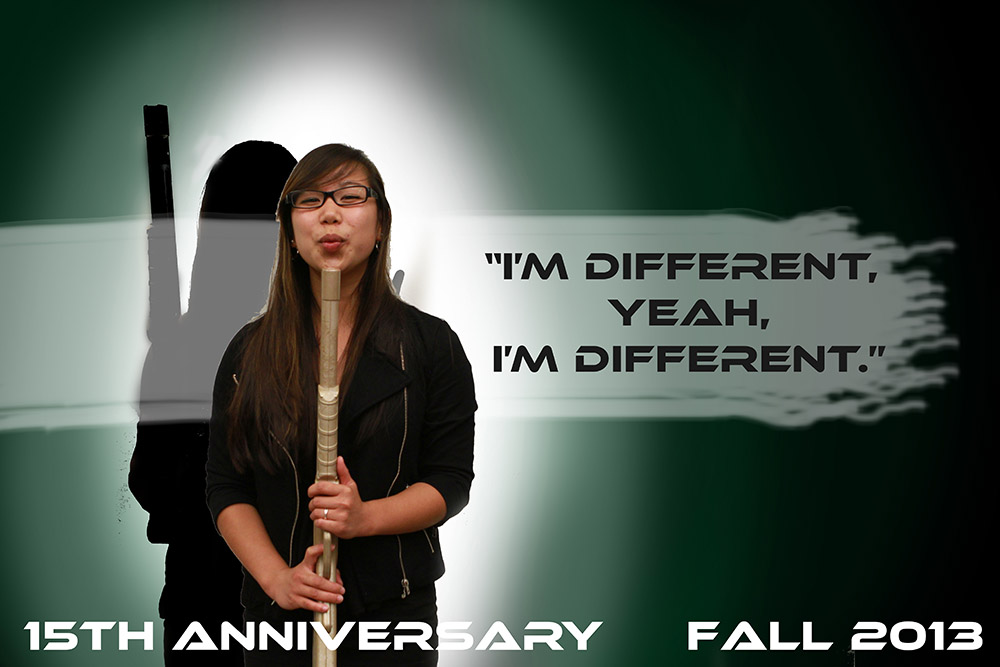 “I'M DIFFERENT,
YEAH,
I'M DIFFERENT."
15TH ANNIVERSARY FALL 2013